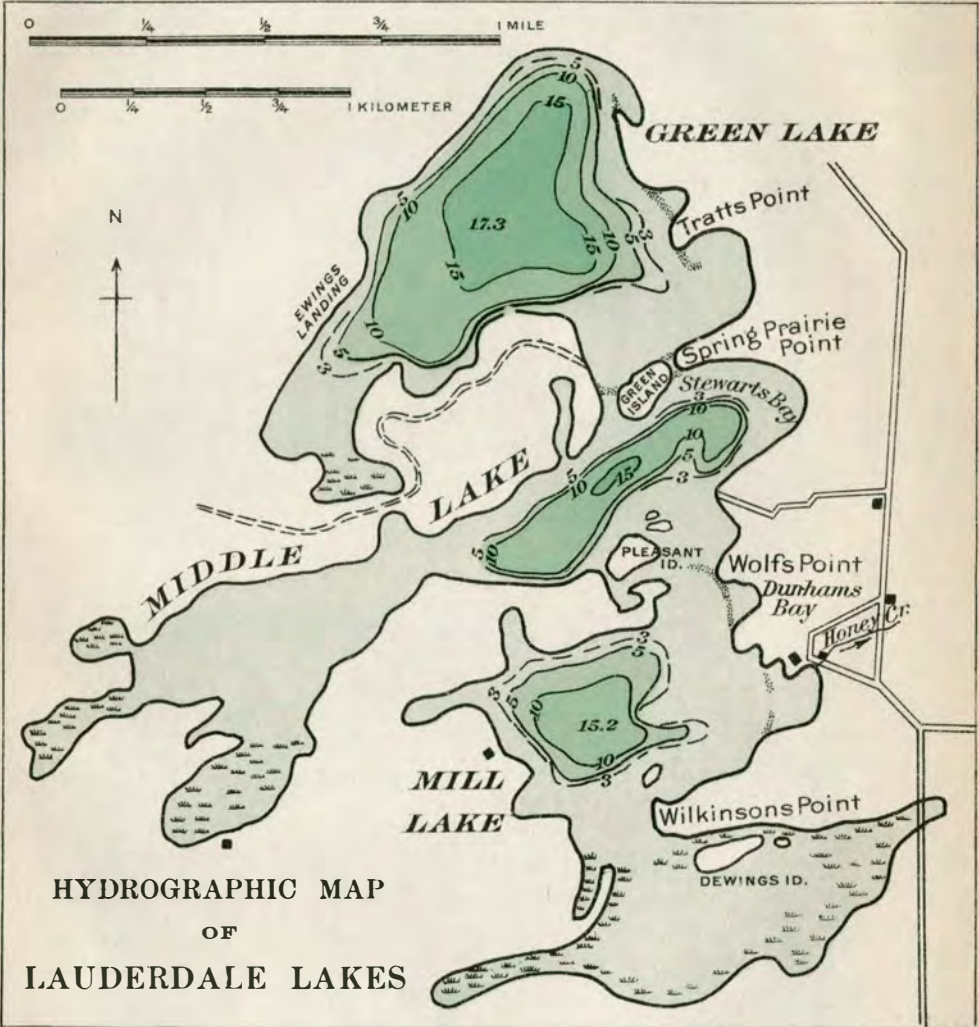 0 1/4 1/2 3/4 1 MILE
0 1/4 1/2 3/4 1 KILOMETER
N
GREEN LAKE
5
10
15
17.3
5
10
10
5
3
15
15
Tratts Point
EWINGS
LANDING
10
5
3
Spring Prairie
Point
GREEN
ISLAND
Stewarts Bay
3
10
10
5
3
5
10
15
5
10
MIDDLE LAKE
PLEASANT
ID.
Wolfs Point
Dunhams
Bay
Honey Cr.
3
5
3
5
10
15.2
10
3
MILL
LAKE
Wilkinsons Point
DEWINGS ID.
HYDROGRAPHIC MAP
OF
LAUDERDALE LAKES